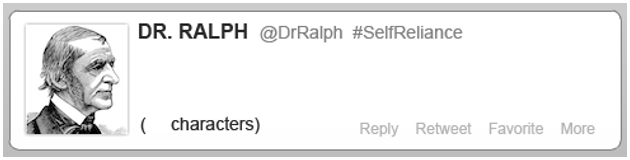 DR. RALPH @DrRalph #SelfReliance
( characters)
Reply Retweet Favorite More